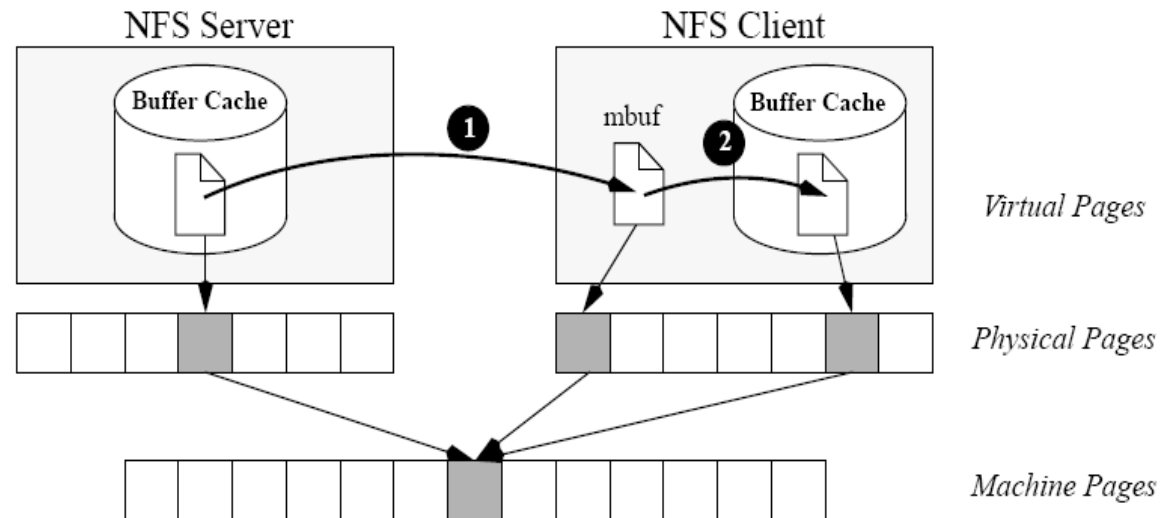 NFS Server
NFS Client
Buffer Cache
1
mbuf
2
Buffer Cache
Virtual Pages
Physical Pages
Machine Pages